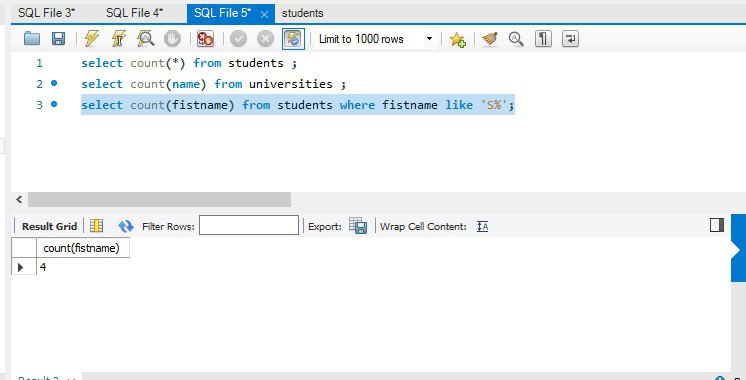 SQL File 3* SQL File 4* SQL File 5* students
Limit to 1000 rows
1 select count(*) from students ;
2 select count(name) from universities ;
3 select count(fistname) from students where fistname like 'S%';
Result Grid Filter Rows: Export: Wrap Cell Content:
count(fistname)
4